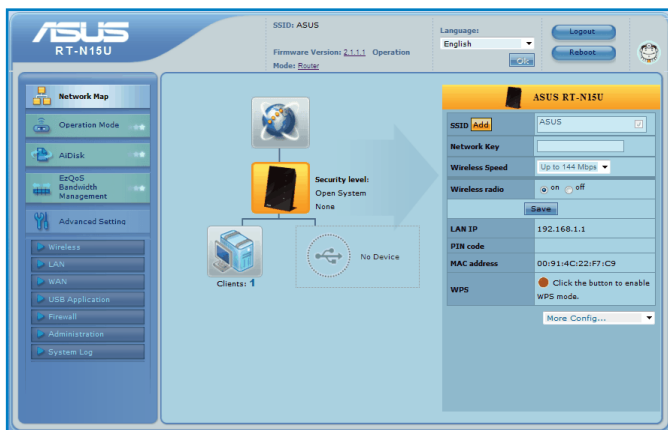 ASUS
RT-N15U
SSID: ASUS
Firmware Version: 2.1.1.1 Operation
Mode: Router
Language:
English
OK
Logout
Reboot
Network Map
Operation Mode
AiDisk
EzQoS
Bandwidth
Management
Advanced Setting
Wireless
LAN
WAN
USB Application
Firewall
Administration
System Log
Security level:
Open System
None
Clients: 1
No Device
ASUS RT-N15U
SSID Add ASUS
Network Key
Wireless Speed Up to 144 Mbps
Wireless radio on off
Save
LAN IP 192.168.1.1
PIN code
MAC address 00:91:4C:22:F7:C9
WPS Click the button to enable
WPS mode.
More Config...